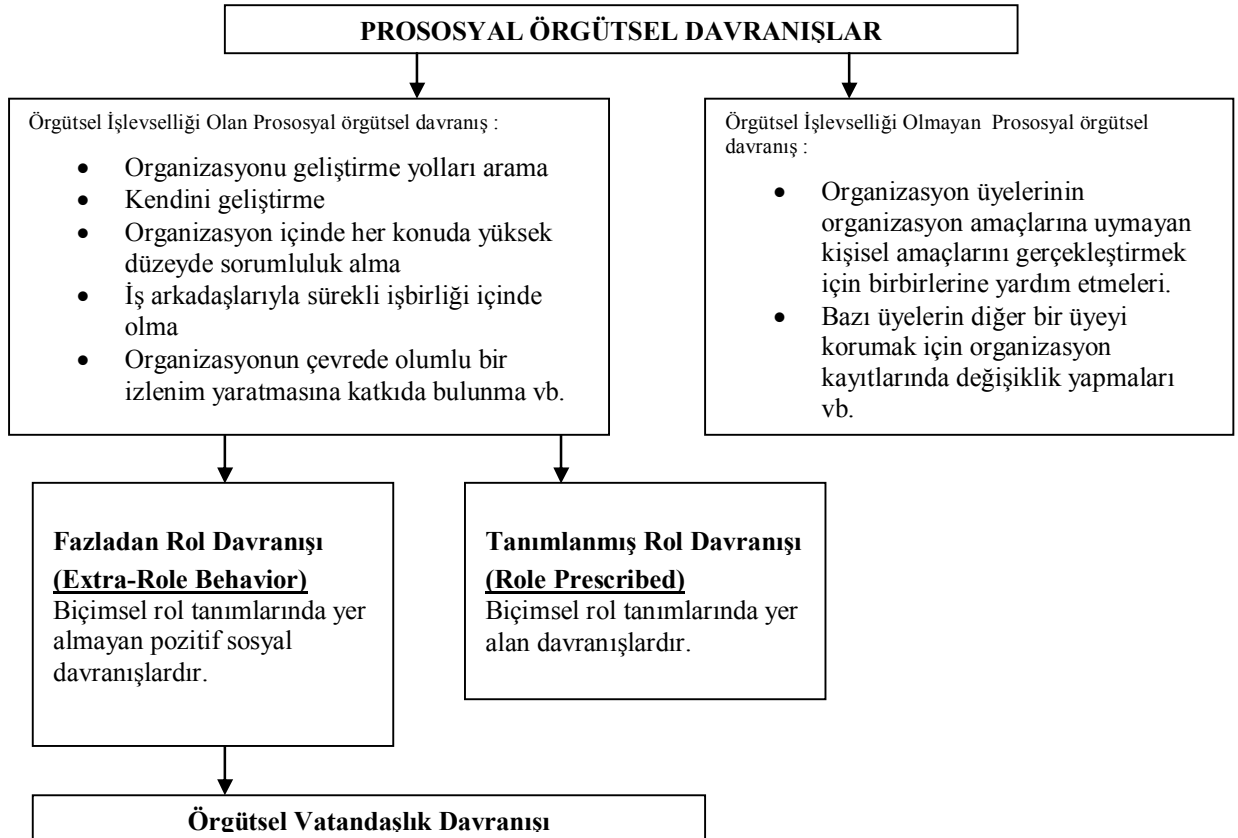 PROSOSYAL ÖRGÜTSEL DAVRANIŞLAR
Örgütsel İşlevselliği Olan Prososyal örgütsel davranış :
• Organizasyonu geliştirme yolları arama
• Kendini geliştirme
• Organizasyon içinde her konuda yüksek
düzeyde sorumluluk alma
• İş arkadaşlarıyla sürekli işbirliği içinde
olma
• Organizasyonun çevrede olumlu bir
izlenim yaratmasına katkıda bulunma vb.
Örgütsel İşlevselliği Olmayan Prososyal örgütsel
davranış :
• Organizasyon üyelerinin
organizasyon amaçlarına uymayan
kişisel amaçlarını gerçekleştirmek
için birbirlerine yardım etmeleri.
• Bazı üyelerin diğer bir üyeyi
korumak için organizasyon
kayıtlarında değişiklik yapmaları
vb.
Fazladan Rol Davranışı
(Extra-Role Behavior)
Biçimsel rol tanımlarında yer
almayan pozitif sosyal
davranışlardır.
Tanımlanmış Rol Davranışı
(Role Prescribed)
Biçimsel rol tanımlarında yer
alan davranışlardır.
Örgütsel Vatandaşlık Davranışı